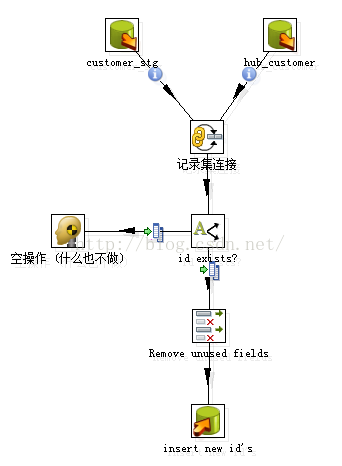 customer_stg
hub_customer
记录集连接
空操作 (什么也不做)
id exists?
http://blog.csdn.net/
Remove unused fields
insert new id's